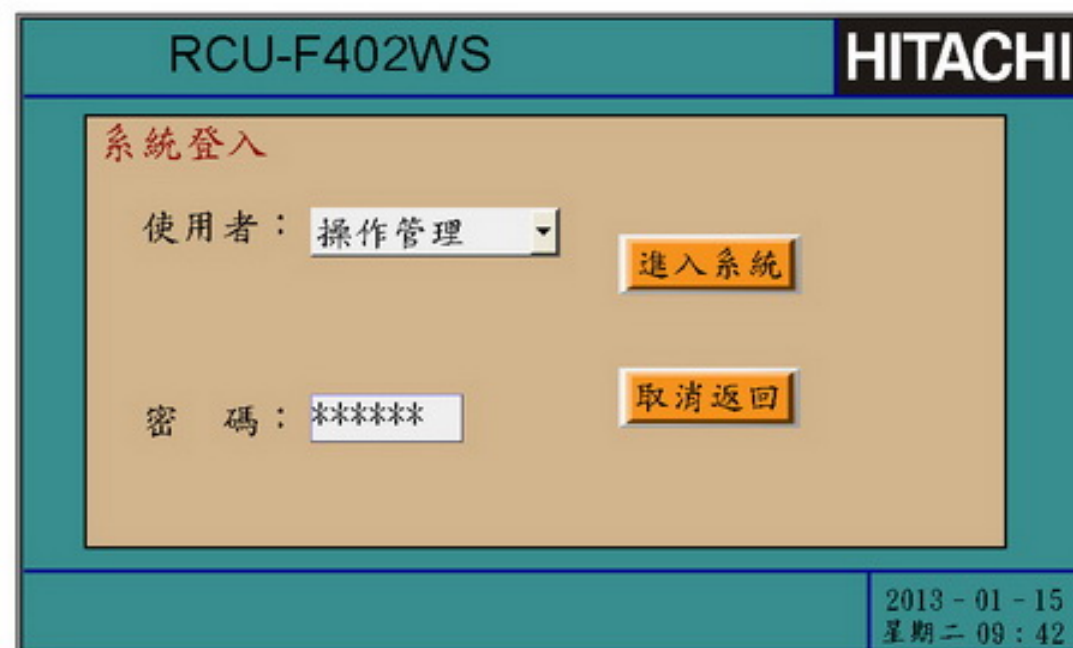 RCU-F402WS
HITACHI
系統登入
使用者：
操作管理
進入系統
密 碼：
******
取消返回
2013－01－15
星期二 09：42